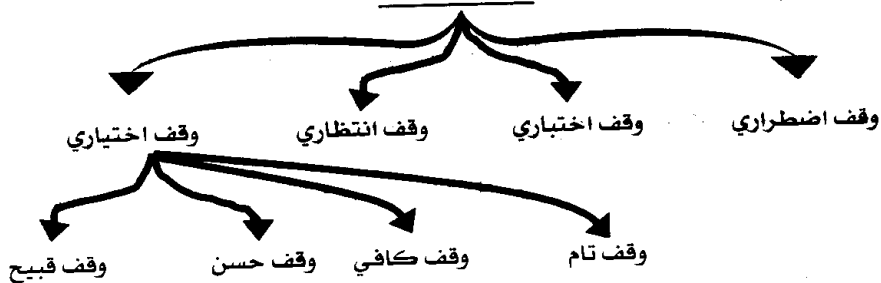 وقف اضطراري وقف اختباري وقف انتظاري وقف اختياري
وقف تام وقف كافي وقف حسن وقف قبيح